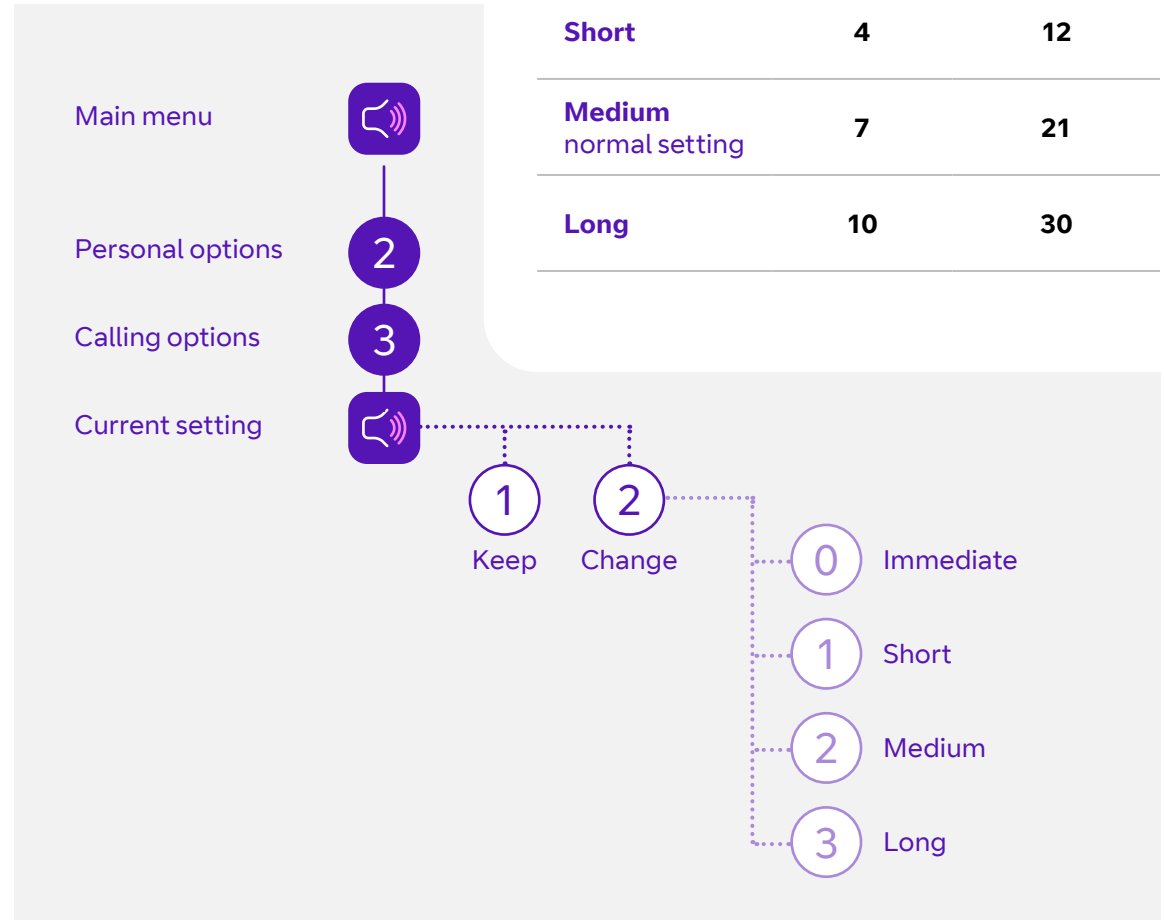 Short 4 12
Medium
normal setting 7 21
Long 10 30
Main menu
Personal options 2
Calling options 3
Current setting
1 2
Keep Change
0 Immediate
1 Short
2 Medium
3 Long